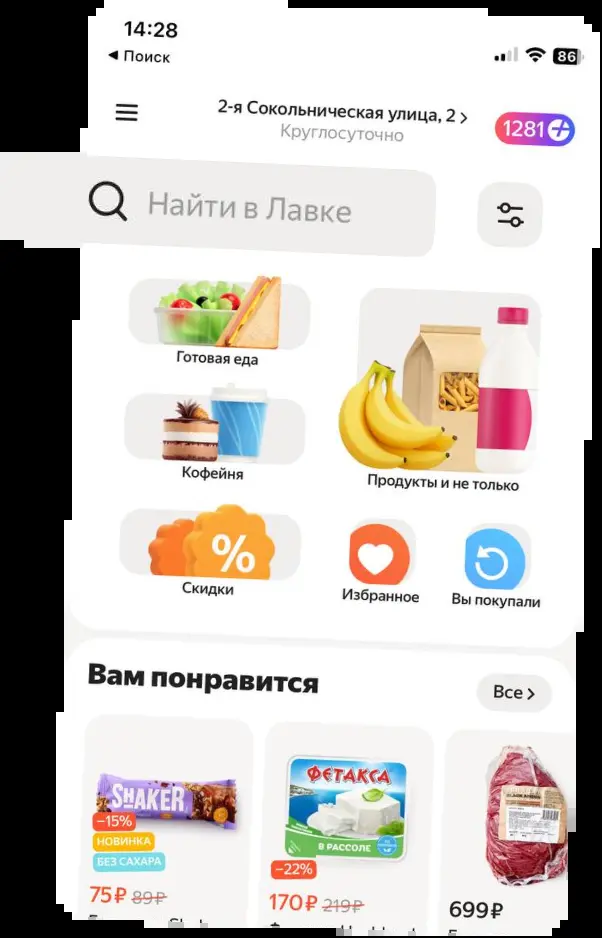 14:28
◀ Поиск
86
2-я Сокольническая улица, 2 >
Круглосуточно
1281
Найти в Лавке
Готовая еда
Кофейня
Продукты и не только
%
Скидки
Избранное
Вы покупали
Вам понравится
Все >
SHAKER
ФЕТАКСА
В РАССОЛЕ
−15%
НОВИНКА
БЕЗ САХАРА
−22%
75₽ 89₽
170₽ 219₽
699₽